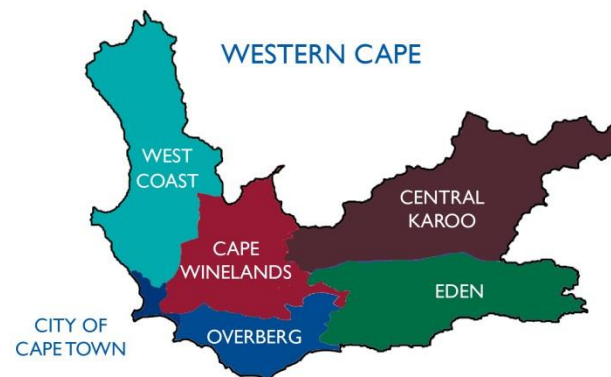 WESTERN CAPE
WEST
COAST
CENTRAL
KAROO
CAPE
WINELANDS
EDEN
CITY OF
CAPE TOWN
OVERBERG